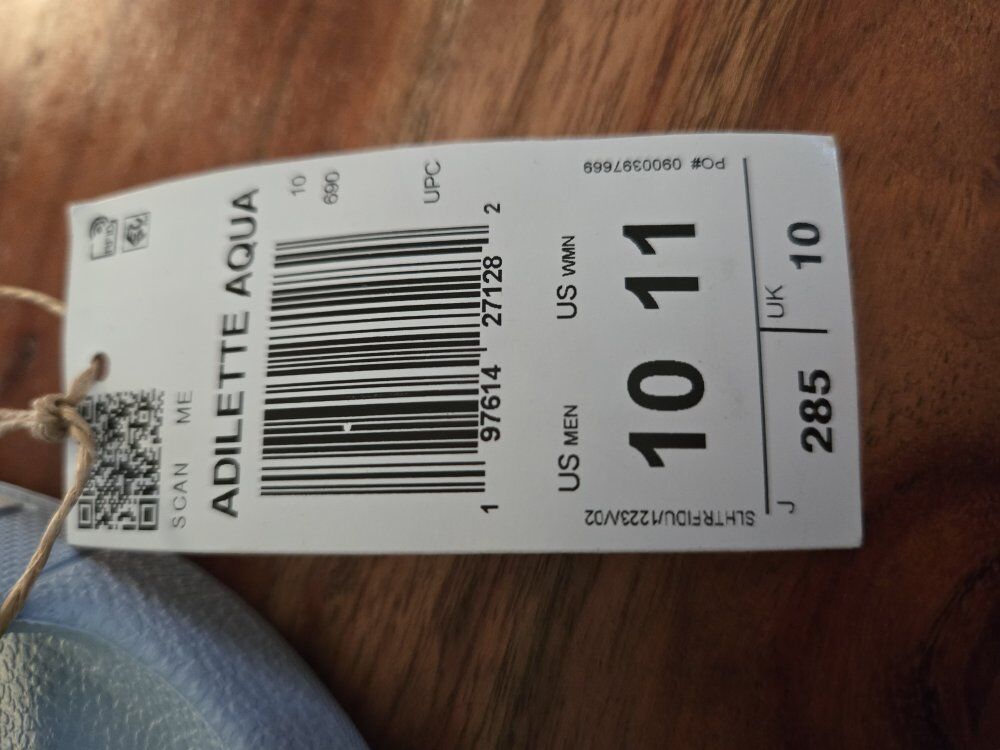 RFID
SCAN ME
ADILETTE AQUA
10
690
UPC
1 97614 27128 2
US MEN US WMN
10 11
SLHTRFIDU/1223/V02
PO# 0900397669
J 285
UK 10